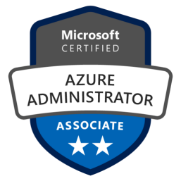 Microsoft
CERTIFIED
AZURE
ADMINISTRATOR
ASSOCIATE